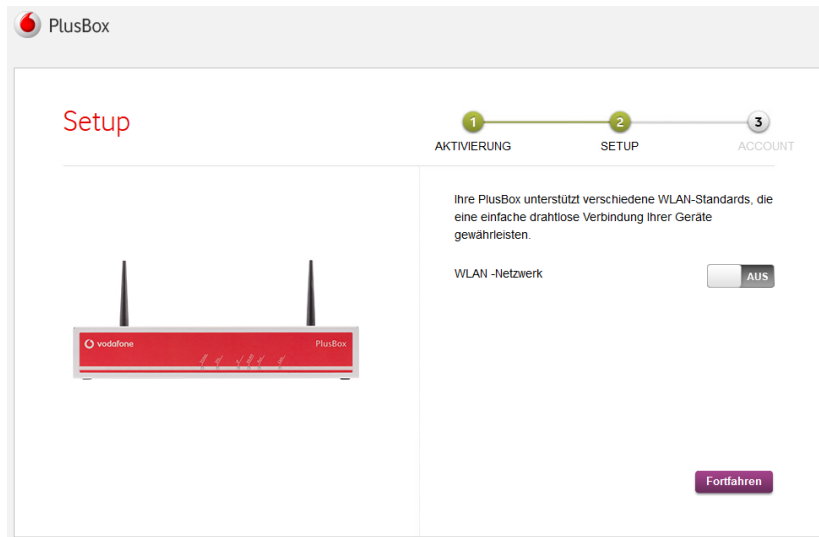 PlusBox
Setup
1
2
3
AKTIVIERUNG
SETUP
ACCOUNT
Ihre PlusBox unterstützt verschiedene WLAN-Standards, die
eine einfache drahtlose Verbindung Ihrer Geräte
gewährleisten.
WLAN -Netzwerk
AUS
vodafone
PlusBox
Fortfahren